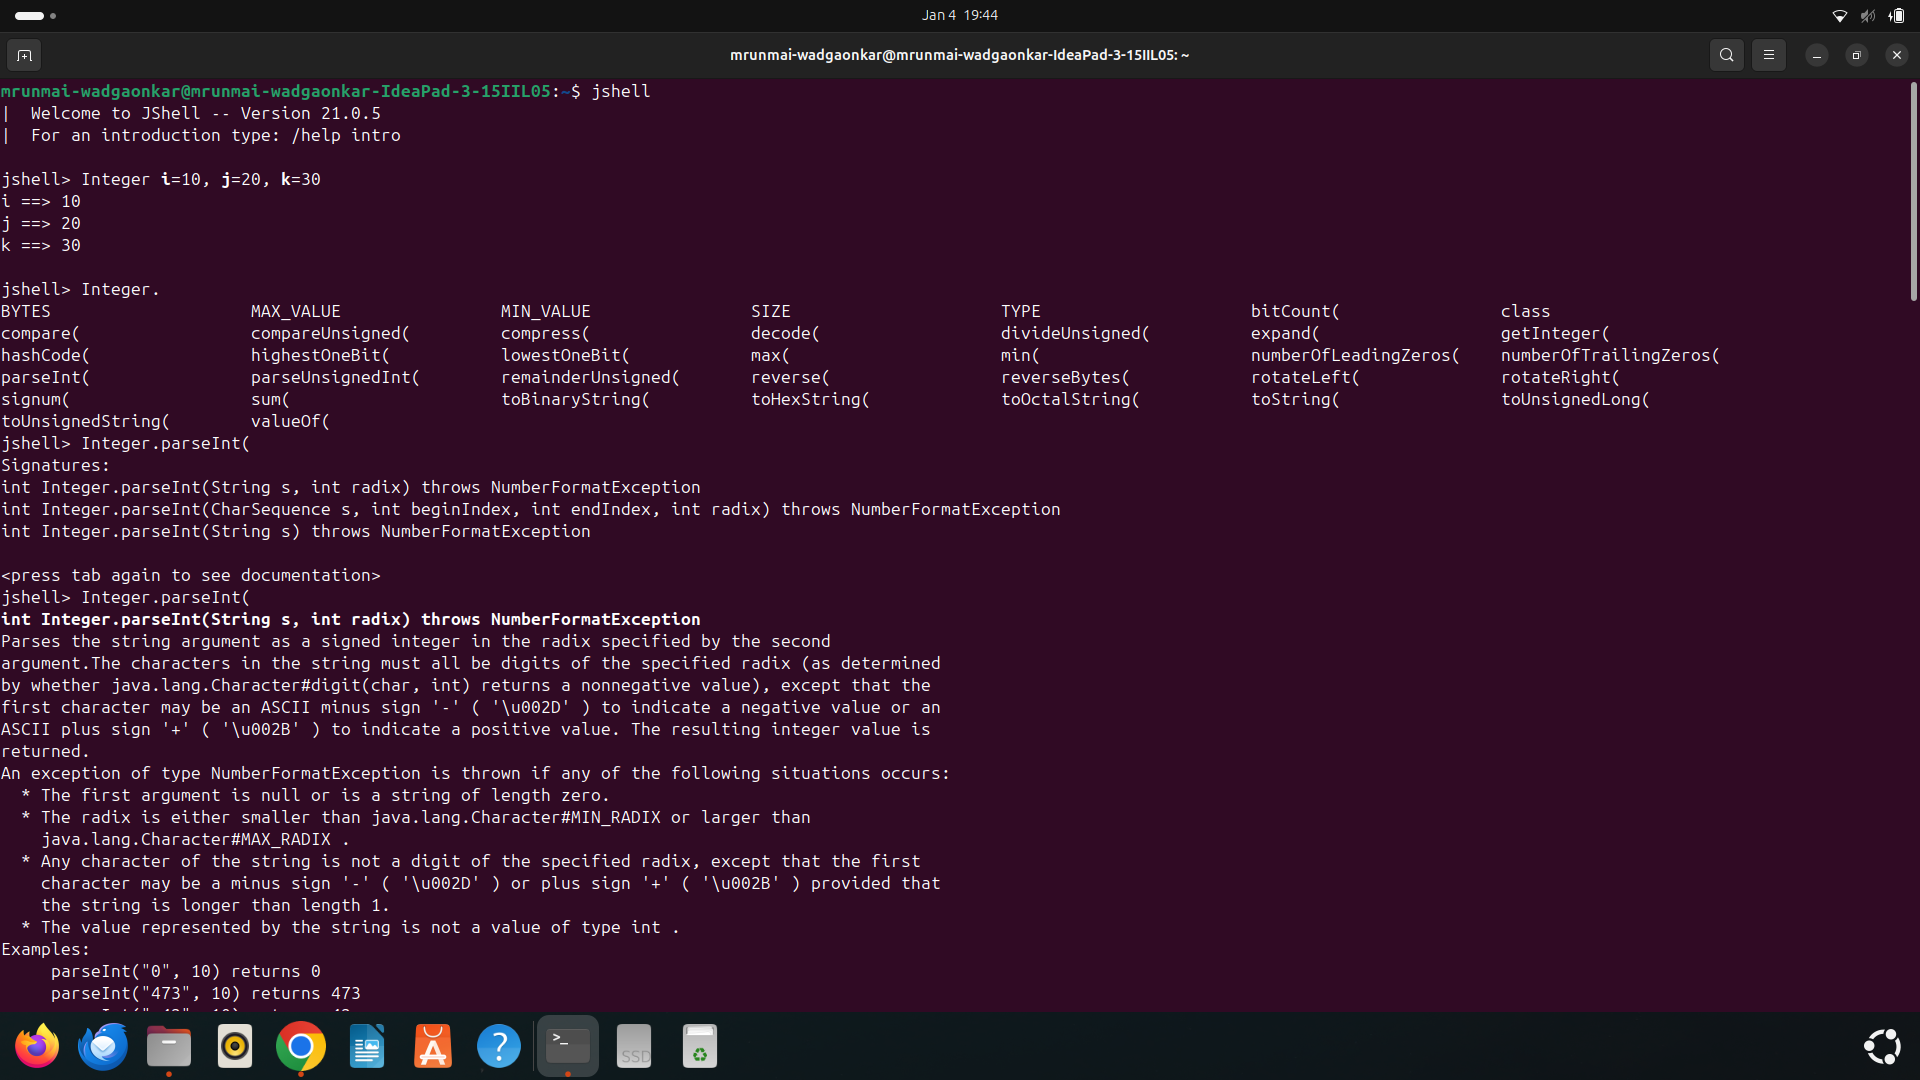 Jan 4 19:44
mrunmai-wadgaonkar@mrunmai-wadgaonkar-IdeaPad-3-15IIL05: ~
mrunmai-wadgaonkar@mrunmai-wadgaonkar-IdeaPad-3-15IIL05:~$ jshell
|  Welcome to JShell -- Version 21.0.5
|  For an introduction type: /help intro
jshell> Integer i=10, j=20, k=30
i ==> 10
j ==> 20
k ==> 30
jshell> Integer.
BYTES MAX_VALUE MIN_VALUE SIZE TYPE bitCount( class
compare( compareUnsigned( compress( decode( divideUnsigned( expand( getInteger(
hashCode( highestOneBit( lowestOneBit( max( min( numberOfLeadingZeros( numberOfTrailingZeros(
parseInt( parseUnsignedInt( remainderUnsigned( reverse( reverseBytes( rotateLeft( rotateRight(
signum( sum( toBinaryString( toHexString( toOctalString( toString( toUnsignedLong(
toUnsignedString( valueOf(
jshell> Integer.parseInt(
Signatures:
int Integer.parseInt(String s, int radix) throws NumberFormatException
int Integer.parseInt(CharSequence s, int beginIndex, int endIndex, int radix) throws NumberFormatException
int Integer.parseInt(String s) throws NumberFormatException
<press tab again to see documentation>
jshell> Integer.parseInt(
int Integer.parseInt(String s, int radix) throws NumberFormatException
Parses the string argument as a signed integer in the radix specified by the second
argument.The characters in the string must all be digits of the specified radix (as determined
by whether java.lang.Character#digit(char, int) returns a nonnegative value), except that the
first character may be an ASCII minus sign '-' ( '\u002D' ) to indicate a negative value or an
ASCII plus sign '+' ( '\u002B' ) to indicate a positive value. The resulting integer value is
returned.
An exception of type NumberFormatException is thrown if any of the following situations occurs:
  * The first argument is null or is a string of length zero.
  * The radix is either smaller than java.lang.Character#MIN_RADIX or larger than
    java.lang.Character#MAX_RADIX .
  * Any character of the string is not a digit of the specified radix, except that the first
    character may be a minus sign '-' ( '\u002D' ) or plus sign '+' ( '\u002B' ) provided that
    the string is longer than length 1.
  * The value represented by the string is not a value of type int .
Examples:
     parseInt("0", 10) returns 0
     parseInt("473", 10) returns 473
SSD